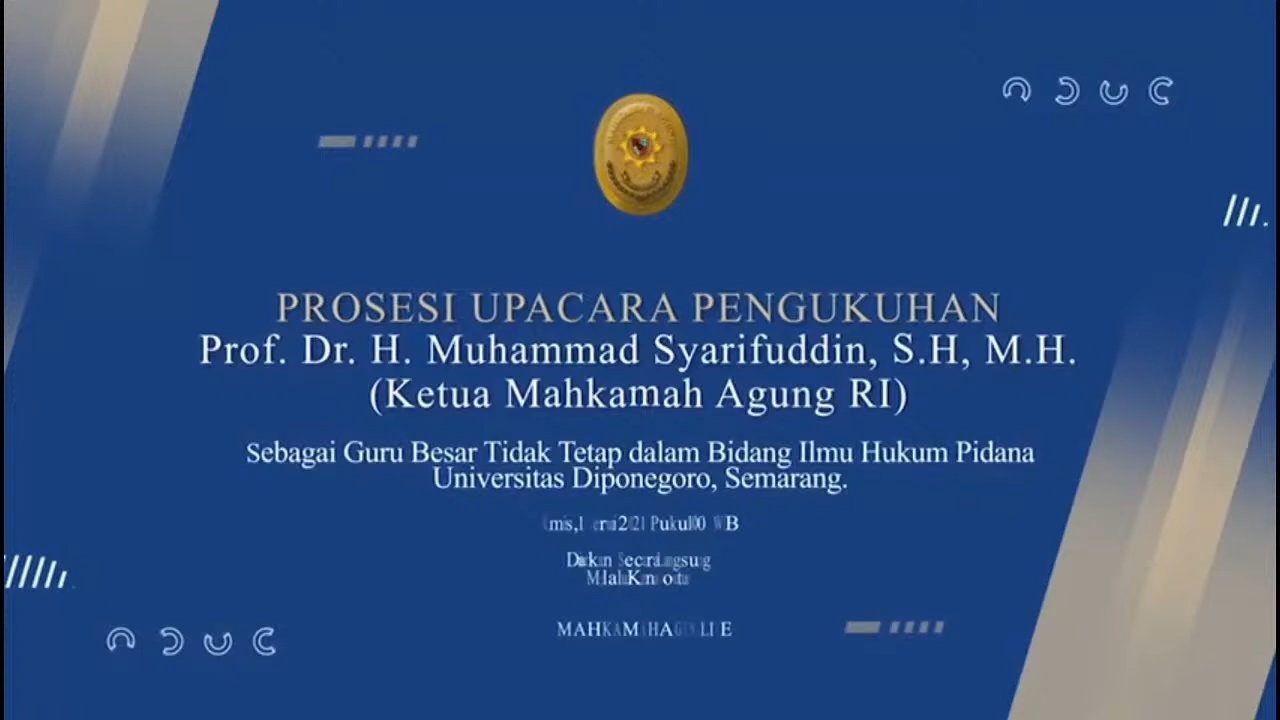 PROSESI UPACARA PENGUKUHAN
Prof. Dr. H. Muhammad Syarifuddin, S.H, M.H.
(Ketua Mahkamah Agung RI)
Sebagai Guru Besar Tidak Tetap dalam Bidang Ilmu Hukum Pidana
Universitas Diponegoro, Semarang.